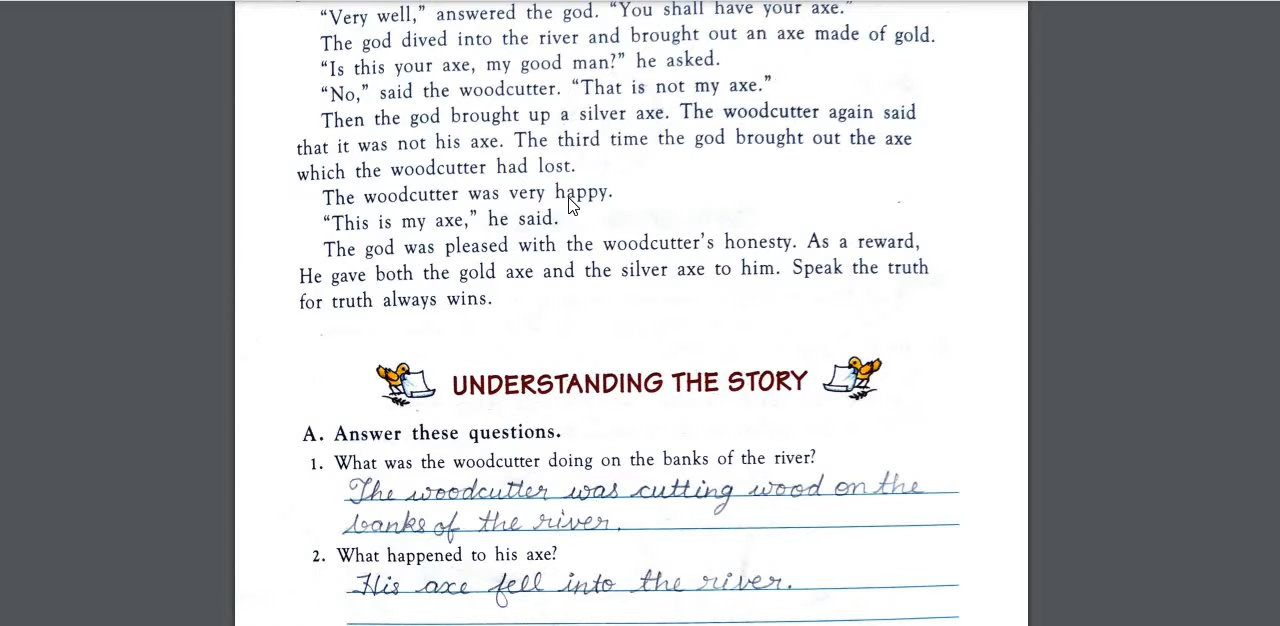 “Very well,” answered the god. “You shall have your axe.”
The god dived into the river and brought out an axe made of gold.
“Is this your axe, my good man?” he asked.
“No,” said the woodcutter. “That is not my axe.”
Then the god brought up a silver axe. The woodcutter again said
that it was not his axe. The third time the god brought out the axe
which the woodcutter had lost.
The woodcutter was very happy.
“This is my axe,” he said.
The god was pleased with the woodcutter’s honesty. As a reward,
He gave both the gold axe and the silver axe to him. Speak the truth
for truth always wins.
UNDERSTANDING THE STORY
A. Answer these questions.
1. What was the woodcutter doing on the banks of the river?
The woodcutter was cutting wood on the
banks of the river.
2. What happened to his axe?
His axe fell into the river.